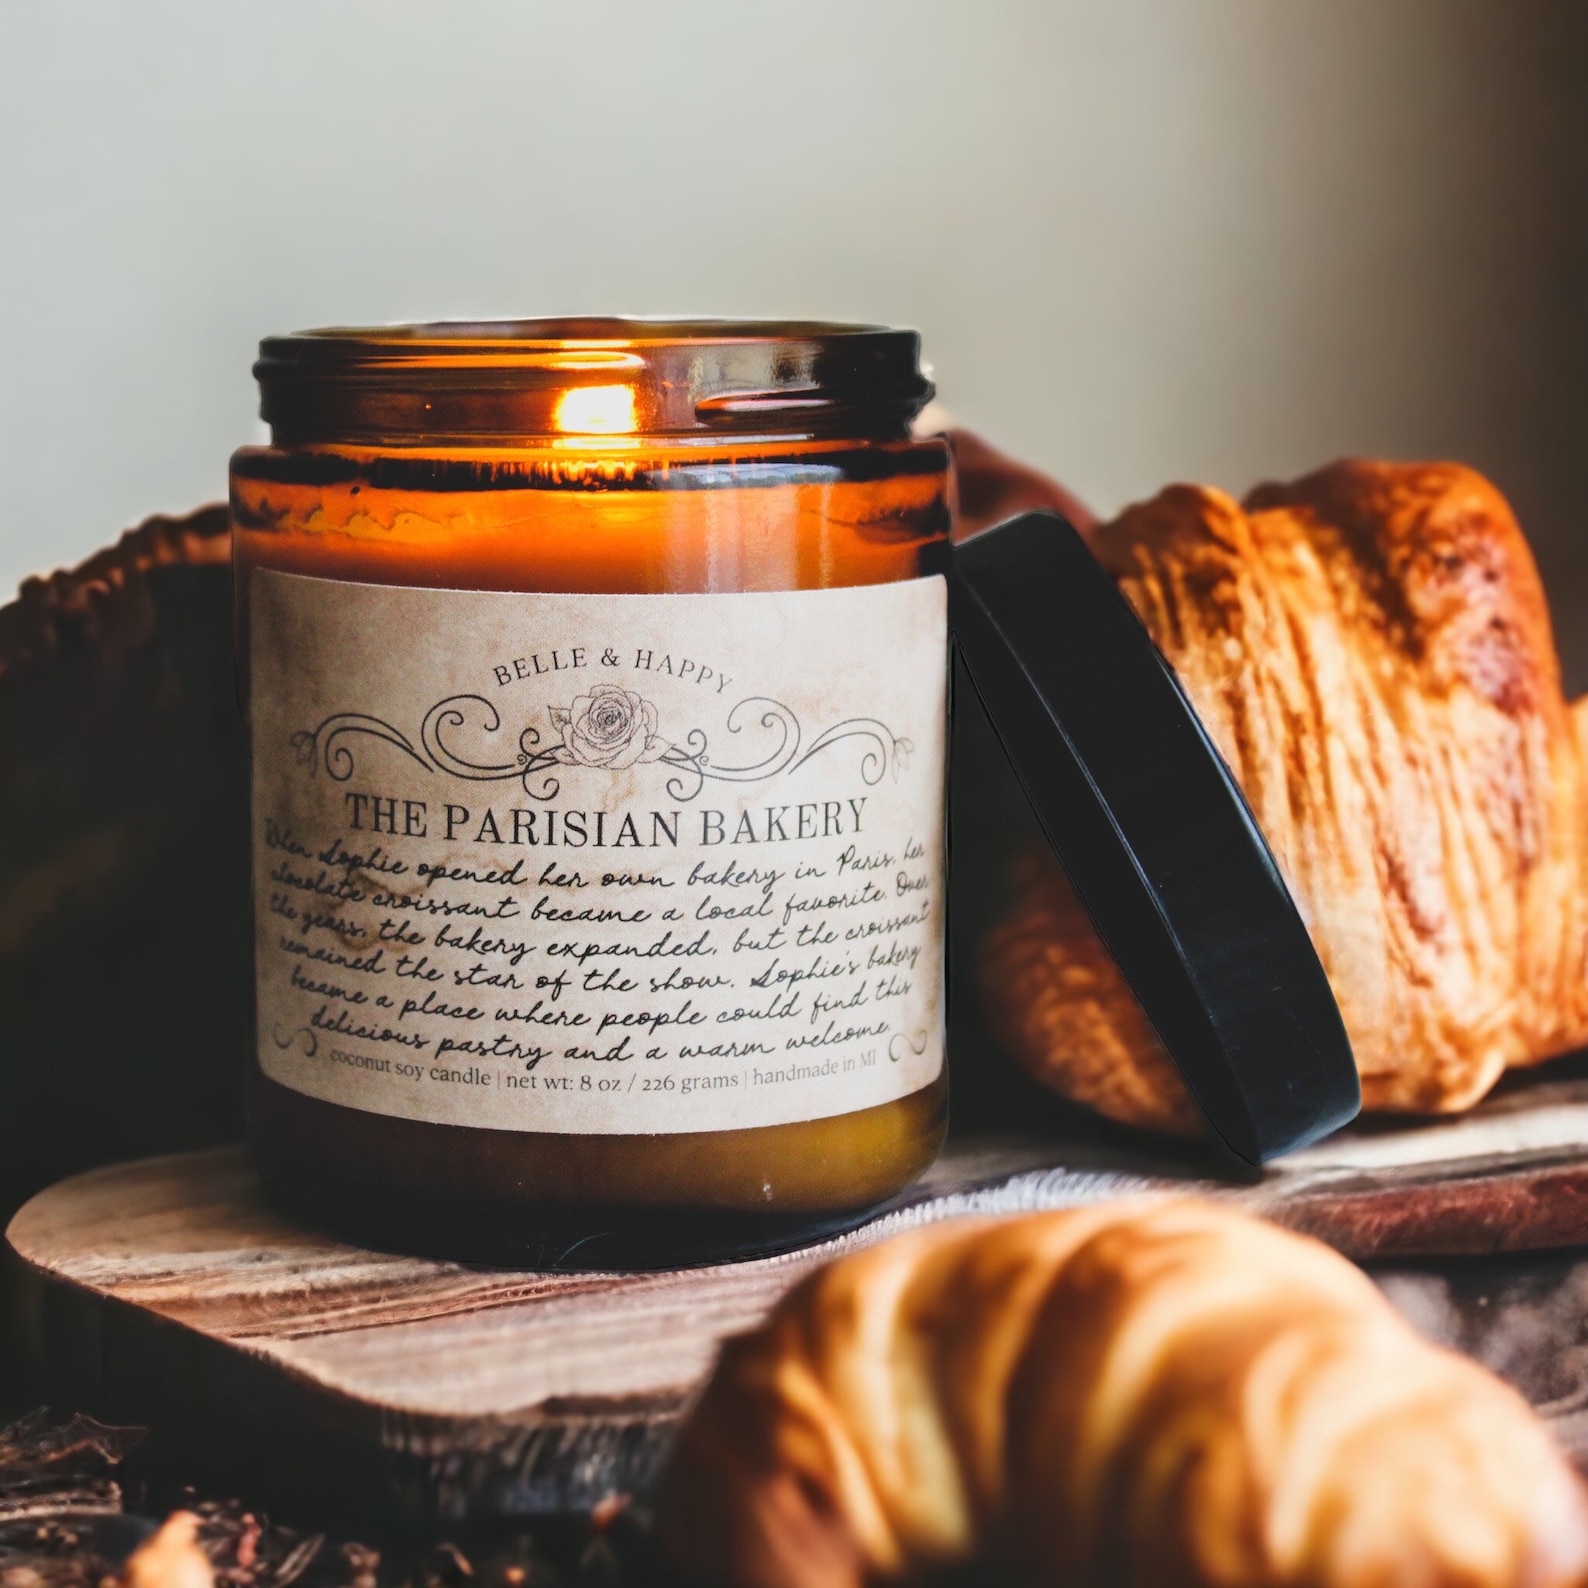 BELLE & HAPPY
THE PARISIAN BAKERY
When Sophie opened her own bakery in Paris, her
chocolate croissant became a local favorite. Over
the years, the bakery expanded, but the croissant
remained the star of the show. Sophie's bakery
became a place where people could find this
delicious pastry and a warm welcome.
coconut soy candle | net wt: 8 oz / 226 grams | handmade in MI